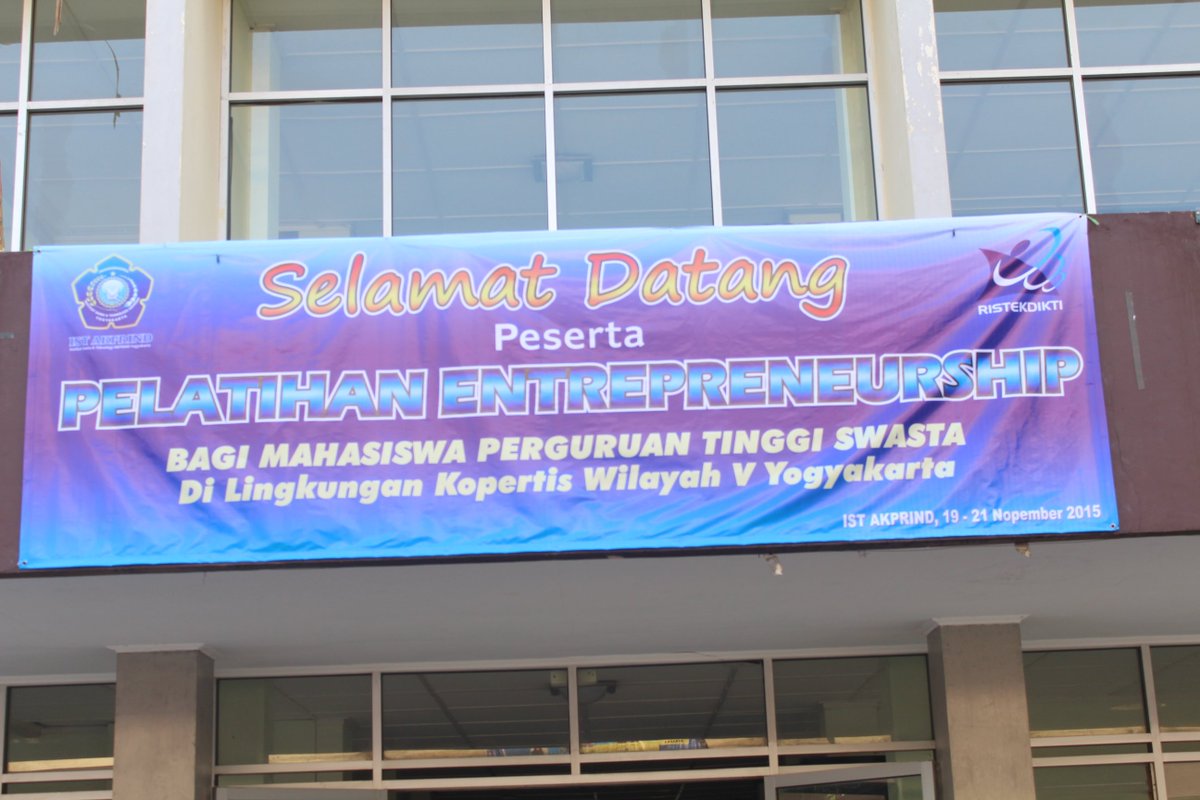 Selamat Datang
Peserta
PELATIHAN ENTREPRENEURSHIP
BAGI MAHASISWA PERGURUAN TINGGI SWASTA
Di Lingkungan Kopertis Wilayah V Yogyakarta
IST AKPRIND, 19 - 21 Nopember 2015
IST AKPRIND
RISTEKDIKTI